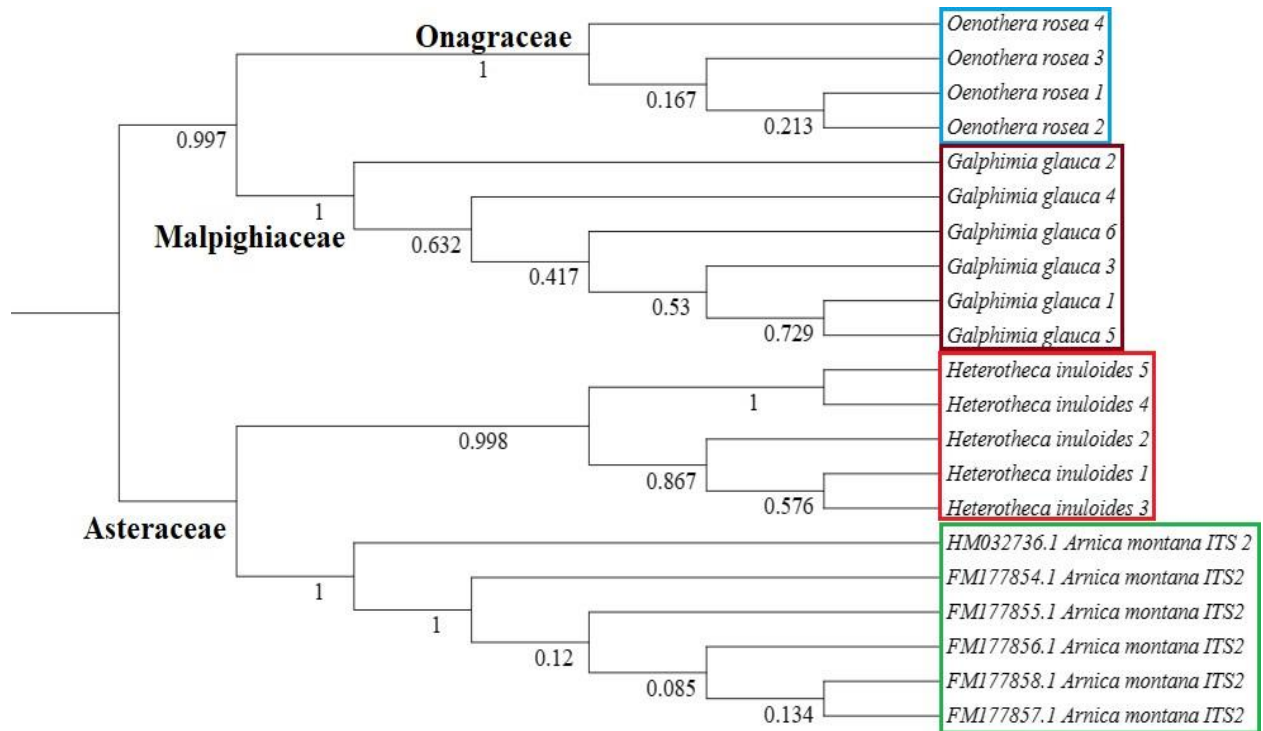 Onagraceae
Oenothera rosea 4
Oenothera rosea 3
1
0.167
Oenothera rosea 1
0.213
Oenothera rosea 2
0.997
Galphimia glauca 2
1
Malpighiaceae
Galphimia glauca 4
0.632
Galphimia glauca 6
0.417
Galphimia glauca 3
0.53
Galphimia glauca 1
0.729
Galphimia glauca 5
Heterotheca inuloides 5
1
Heterotheca inuloides 4
0.998
Heterotheca inuloides 2
0.867
Heterotheca inuloides 1
0.576
Heterotheca inuloides 3
Asteraceae
HM032736.1 Arnica montana ITS 2
1
FM177854.1 Arnica montana ITS2
1
FM177855.1 Arnica montana ITS2
0.12
FM177856.1 Arnica montana ITS2
0.085
FM177858.1 Arnica montana ITS2
0.134
FM177857.1 Arnica montana ITS2